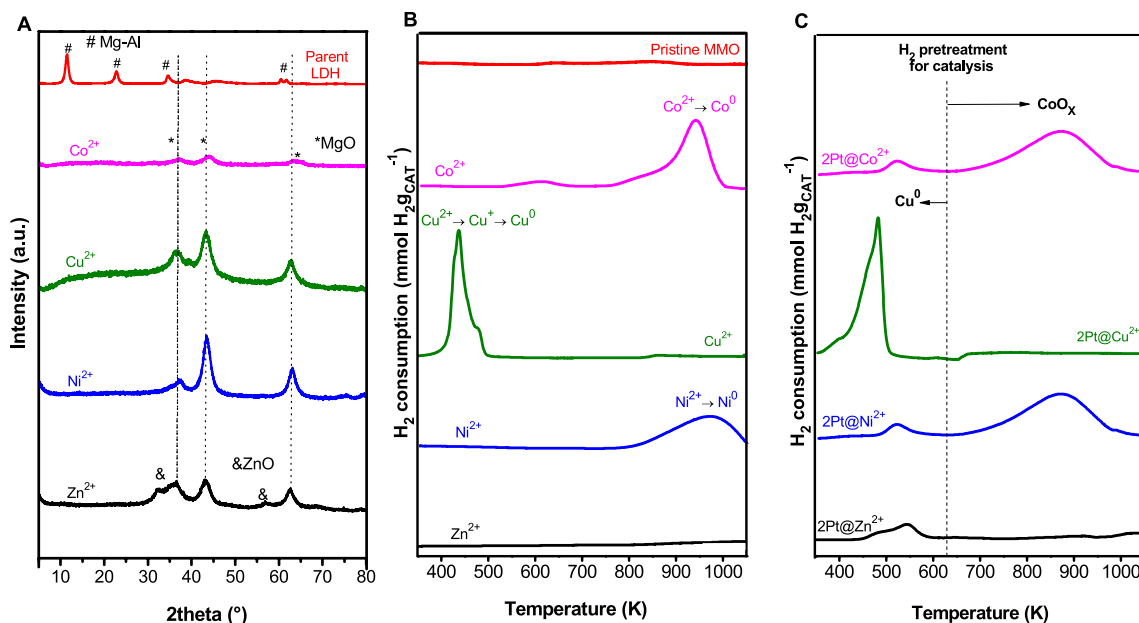 A
# Mg-Al
#
#
#
#
Parent
LDH
*
*
*MgO
*
Co²⁺
Cu²⁺
Ni²⁺
&ZnO
&
&
Zn²⁺
Intensity (a.u.)
10 20 30 40 50 60 70 80
2theta (°)
B
Pristine MMO
Co²⁺→Co⁰
Co²⁺
Cu²⁺→Cu⁺→Cu⁰
Cu²⁺
Ni²⁺→Ni⁰
Ni²⁺
Zn²⁺
H₂ consumption (mmol H₂g_CAT⁻¹)
400 500 600 700 800 900 1000
Temperature (K)
C
H₂ pretreatment
for catalysis
CoOₓ
2Pt@Co²⁺
Cu⁰
2Pt@Cu²⁺
2Pt@Ni²⁺
2Pt@Zn²⁺
H₂ consumption (mmol H₂g_CAT⁻¹)
400 500 600 700 800 900 1000
Temperature (K)